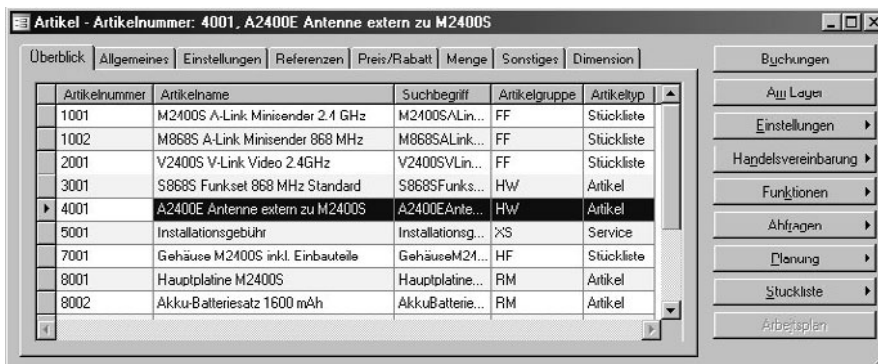 Artikel - Artikelnummer: 4001, A2400E Antenne extern zu M2400S
Überblick Allgemeines Einstellungen Referenzen Preis/Rabatt Menge Sonstiges Dimension
Artikelnummer Artikelname Suchbegriff Artikelgruppe Artikeltyp
1001 M2400S A-Link Minisender 2.4 GHz M2400SALin... FF Stückliste
1002 M868S A-Link Minisender 868 MHz M868SALink... FF Stückliste
2001 V2400S V-Link Video 2.4GHz V2400SVLin... FF Stückliste
3001 S868S Funkset 868 MHz Standard S868SFunks... HW Artikel
4001 A2400E Antenne extern zu M2400S A2400EAnte... HW Artikel
5001 Installationsgebühr Installationsg... XS Service
7001 Gehäuse M2400S inkl. Einbauteile GehäuseM24... HF Stückliste
8001 Hauptplatine M2400S Hauptplatine... RM Artikel
8002 Akku-Batteriesatz 1600 mAh AkkuBatterie... RM Artikel
Buchungen
Am Lager
Einstellungen
Handelsvereinbarung
Funktionen
Abfragen
Planung
Stückliste
Arbeitsplan